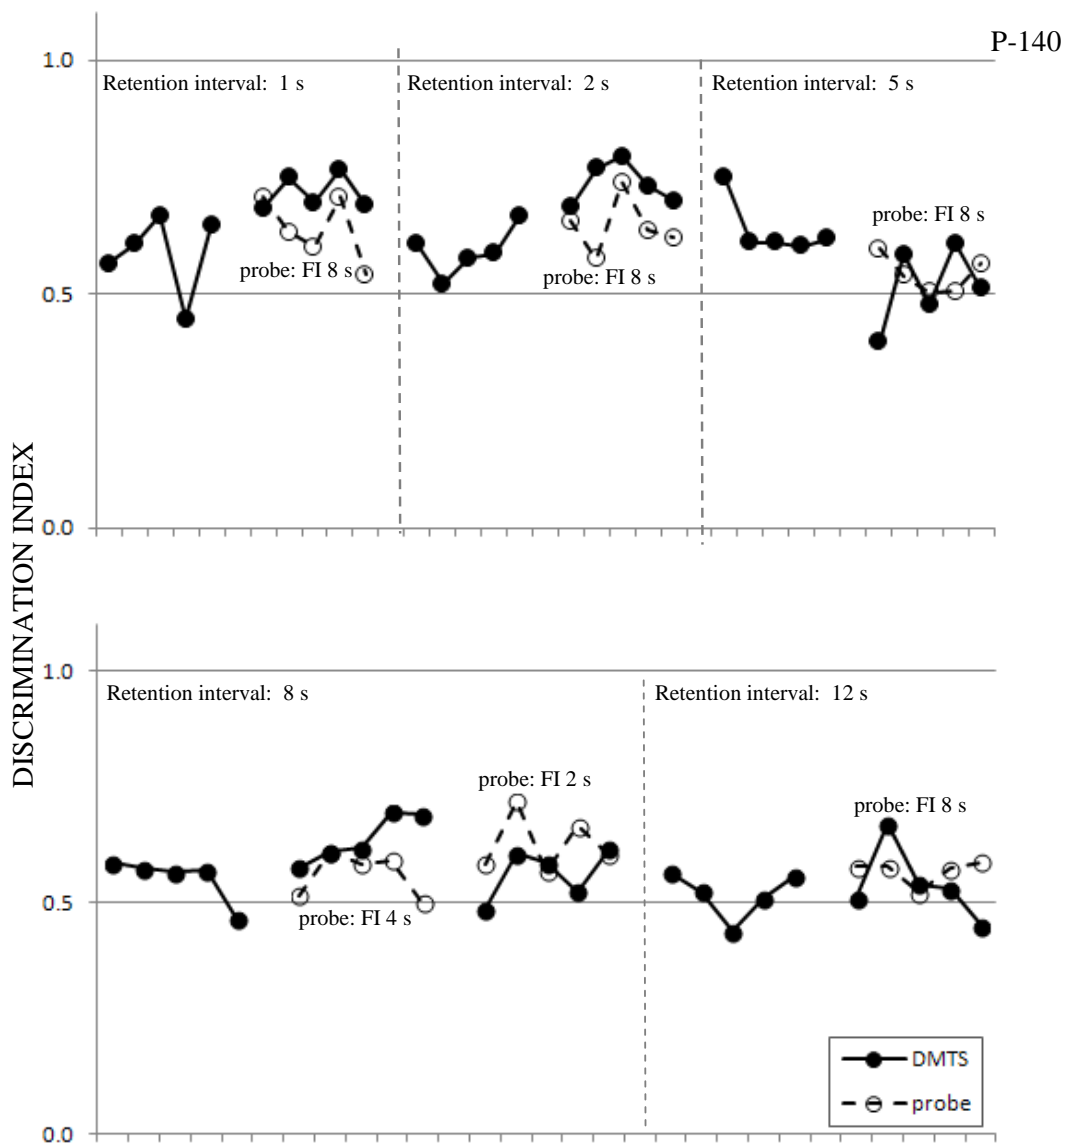 P-140
1.0
Retention interval: 1 s
Retention interval: 2 s
Retention interval: 5 s
probe: FI 8 s
probe: FI 8 s
probe: FI 8 s
0.5
0.0
DISCRIMINATION INDEX
1.0
Retention interval: 8 s
Retention interval: 12 s
probe: FI 2 s
probe: FI 8 s
0.5
probe: FI 4 s
DMTS
probe
0.0